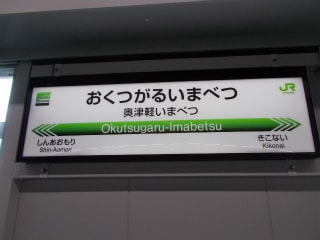 JR
おくつがるいまべつ
奥津軽いまべつ
Okutsugaru-Imabetsu
しんあおもり
Shin-Aomori
きこない
Kikonai